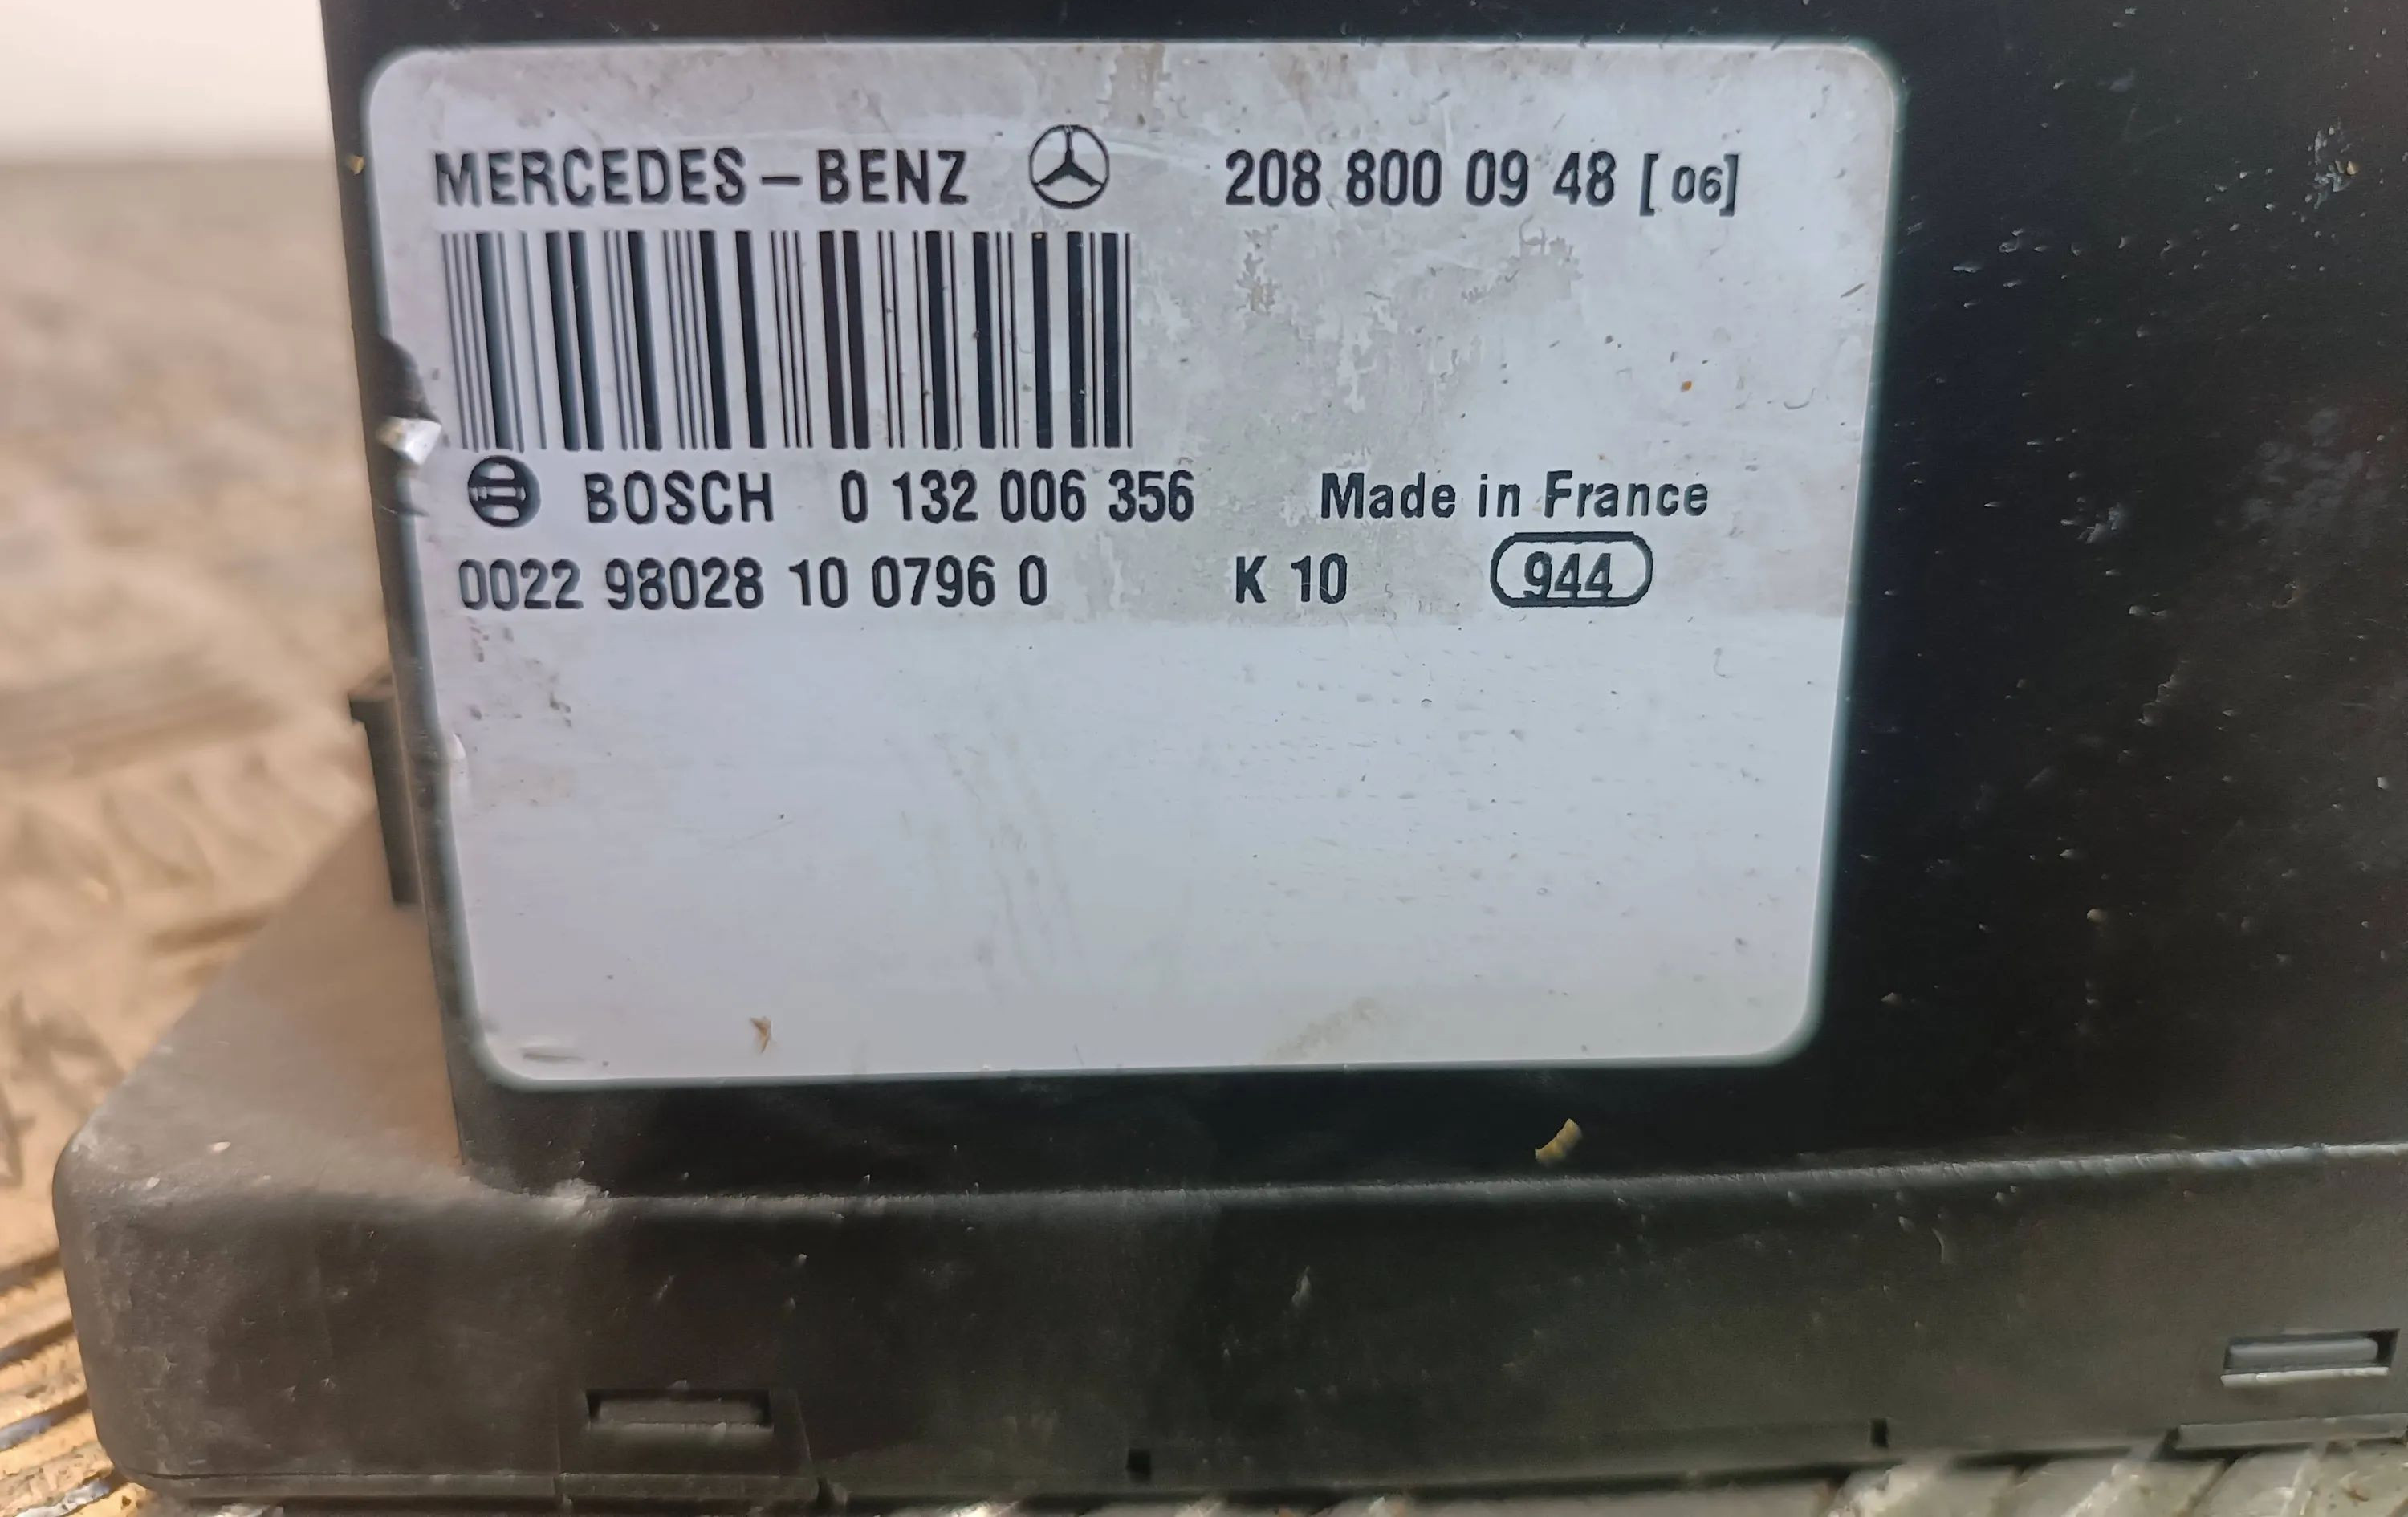 MERCEDES-BENZ 208 800 09 48 [06]
BOSCH 0 132 006 356 Made in France
0022 98028 10 0796 0 K 10 944